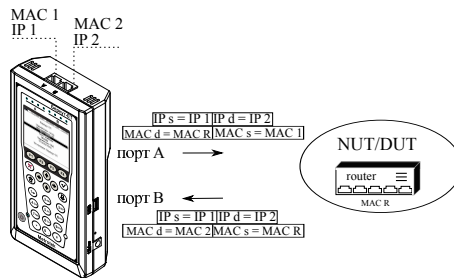 MAC 1
IP 1
MAC 2
IP 2
IP s = IP 1 IP d = IP 2
MAC d = MAC R MAC s = MAC 1
порт А
NUT/DUT
router
MAC R
порт В
IP s = IP 1 IP d = IP 2
MAC d = MAC 2 MAC s = MAC R